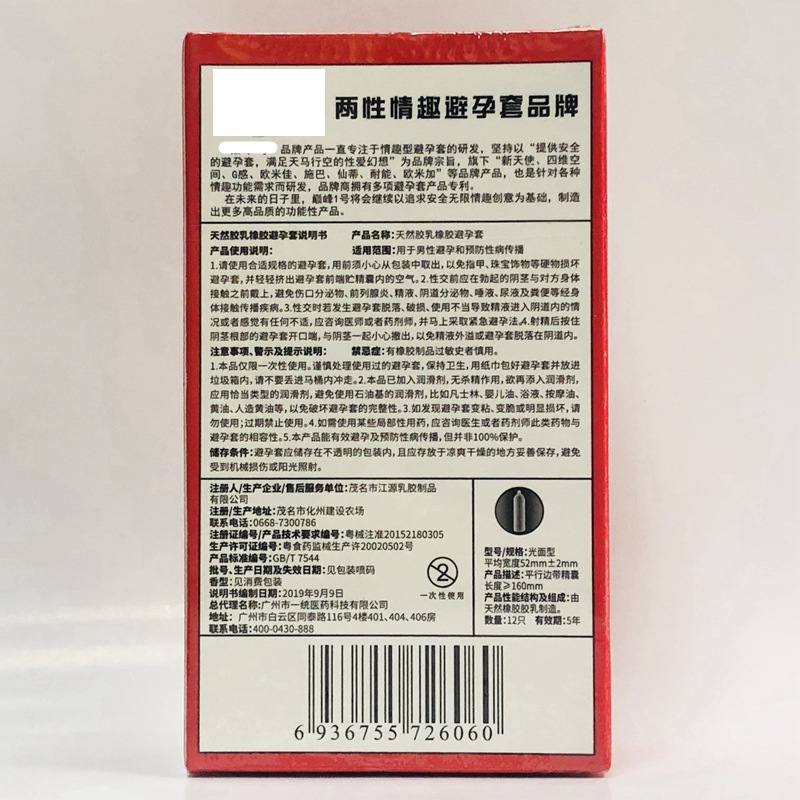 两性情趣避孕套品牌
品牌产品一直专注于情趣型避孕套的研发，坚持以“提供安全
的避孕套，满足天马行空的性爱幻想”为品牌宗旨，旗下“新天使、四维空
间、G感、欧米佳、施巴、仙蒂、耐能、欧米加”等品牌产品，也是针对各种
情趣功能需求而研发，品牌商拥有多项避孕套产品专利。
在未来的日子里，巅峰1号将会继续以追求安全无限情趣创意为基础，制造
出更多高品质的功能性产品。
天然胶乳橡胶避孕套说明书 产品名称:天然胶乳橡胶避孕套
产品使用说明: 适用范围:用于男性避孕和预防性病传播
1.请使用合适规格的避孕套，用前须小心从包装中取出，以免指甲、珠宝饰物等硬物损坏
避孕套，并轻轻挤出避孕套前端贮精囊内的空气。2.性交前应在勃起的阴茎与对方身体
接触之前戴上，避免伤口分泌物、前列腺炎、精液、阴道分泌物、唾液、尿液及粪便等经身
体接触传播疾病。3.性交时若发生避孕套脱落、破损、使用不当导致精液进入阴道内的情
况或者感觉有任何不适，应咨询医师或者药剂师，并马上采取紧急避孕法。4.射精后按住
阴茎根部的避孕套开口端，与阴茎一起小心撤出，以免精液外溢或避孕套脱落在阴道内。
注意事项、警示及提示说明: 禁忌症:有橡胶制品过敏史者慎用。
1.本品仅限一次性使用。谨慎处理使用过的避孕套，保持卫生，用纸巾包好避孕套并放进
垃圾箱内，请不要丢进马桶内冲走。2.本品已加入润滑剂，无杀精作用，欲再添入润滑剂，
应用恰当类型的润滑剂，避免使用石油基的润滑剂，比如凡士林、婴儿油、浴液、按摩油、
黄油、人造黄油等，以免破坏避孕套的完整性。3.如发现避孕套变粘、变脆或明显损坏，请
勿使用;过期禁止使用。4.如需使用某些局部性用药，应咨询医生或者药剂师此类药物与
避孕套的相容性。5.本产品能有效避孕及预防性病传播，但并非100%保护。
储存条件:避孕套应储存在不透明的包装内，且应存放于凉爽干燥的地方妥善保存，避免
受到机械损伤或阳光照射。
注册人/生产企业/售后服务单位:茂名市江源乳胶制品
有限公司
注册/生产地址:茂名市化州建设农场
联系电话:0668-7300786
注册证编号/产品技术要求编号:粤械注准20152180305
生产许可证编号:粤食药监械生产许20020502号
产品标准编号:GB/T 7544
批号、生产日期及失效日期:见包装喷码
香型:见消费包装
说明书编制日期:2019年9月9日
总代理名称:广州市一统医药科技有限公司
地址:广州市白云区同泰路116号4楼401、404、406房
联系电话:400-0430-888
2
一次性使用
型号/规格:光面型
平均宽度52mm±2mm
产品描述:平行边带精囊
长度≥160mm
产品性能结构及组成:由
天然橡胶胶乳制造。
数量:12只 有效期:5年
6 936755 726060